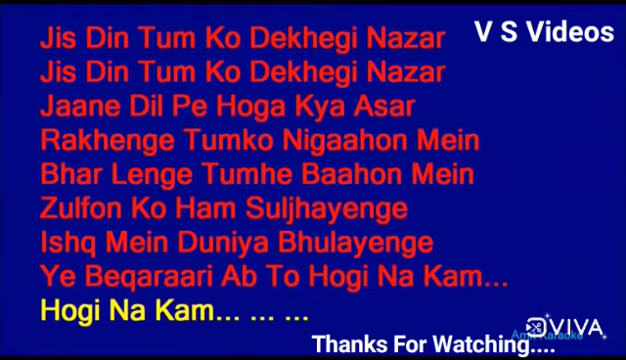 V S Videos
Jis Din Tum Ko Dekhegi Nazar
Jis Din Tum Ko Dekhegi Nazar
Jaane Dil Pe Hoga Kya Asar
Rakhenge Tumko Nigaahon Mein
Bhar Lenge Tumhe Baahon Mein
Zulfon Ko Ham Suljhayenge
Ishq Mein Duniya Bhulayenge
Ye Beqaraari Ab To Hogi Na Kam...
Hogi Na Kam... ... ...
VIVA
Karaoke
Thanks For Watching....